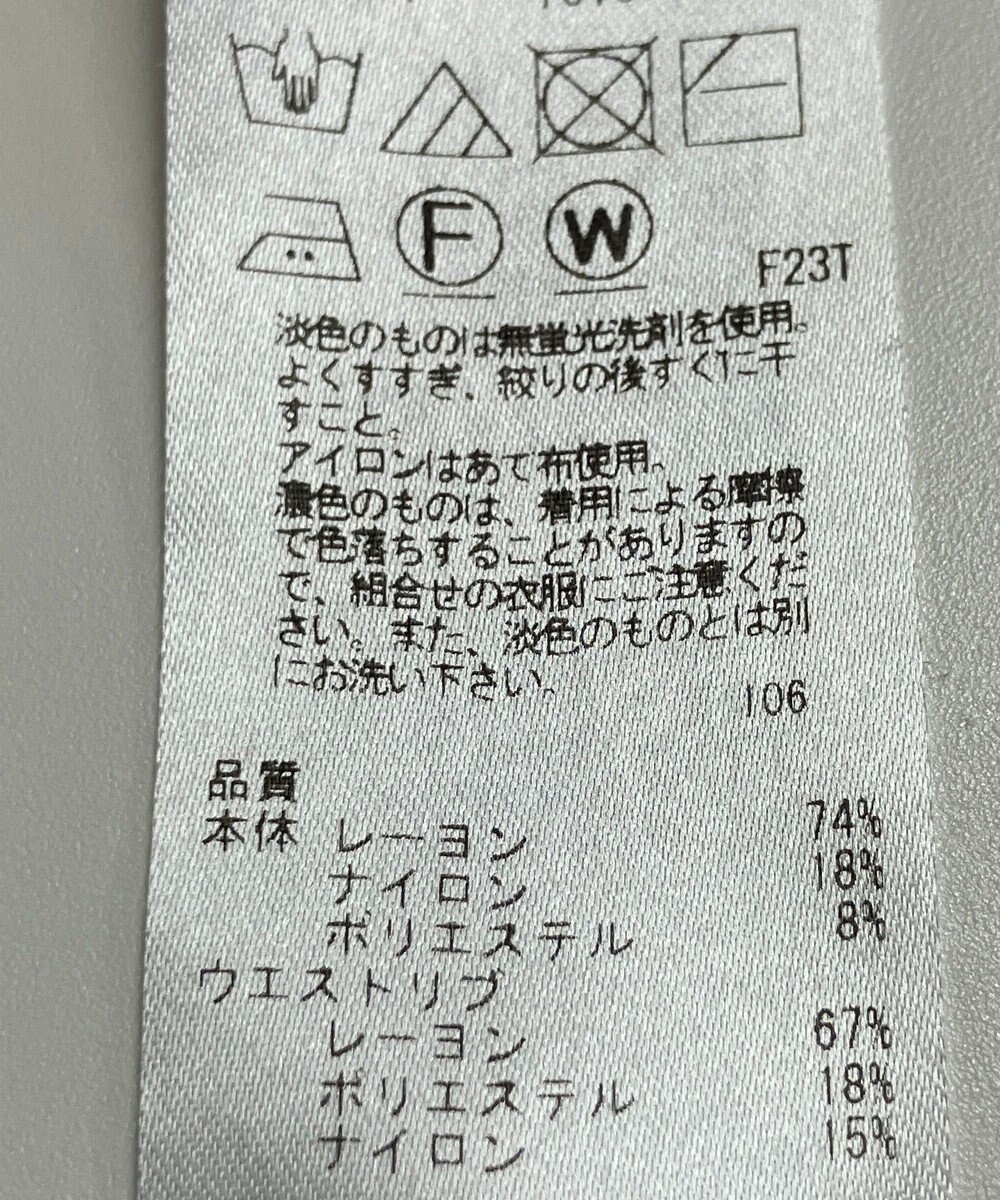 F W F23T
淡色のものは無蛍光洗剤を使用。
よくすすぎ、絞りの後すぐに干
すこと。
アイロンはあて布使用。
濃色のものは、着用による摩擦
で色落ちすることがありますの
で、組合せの衣服にご注意くだ
さい。また、淡色のものとは別
にお洗い下さい。
106
品質
本体 レーヨン 74%
ナイロン 18%
ポリエステル 8%
ウエストリブ
レーヨン 67%
ポリエステル 18%
ナイロン 15%